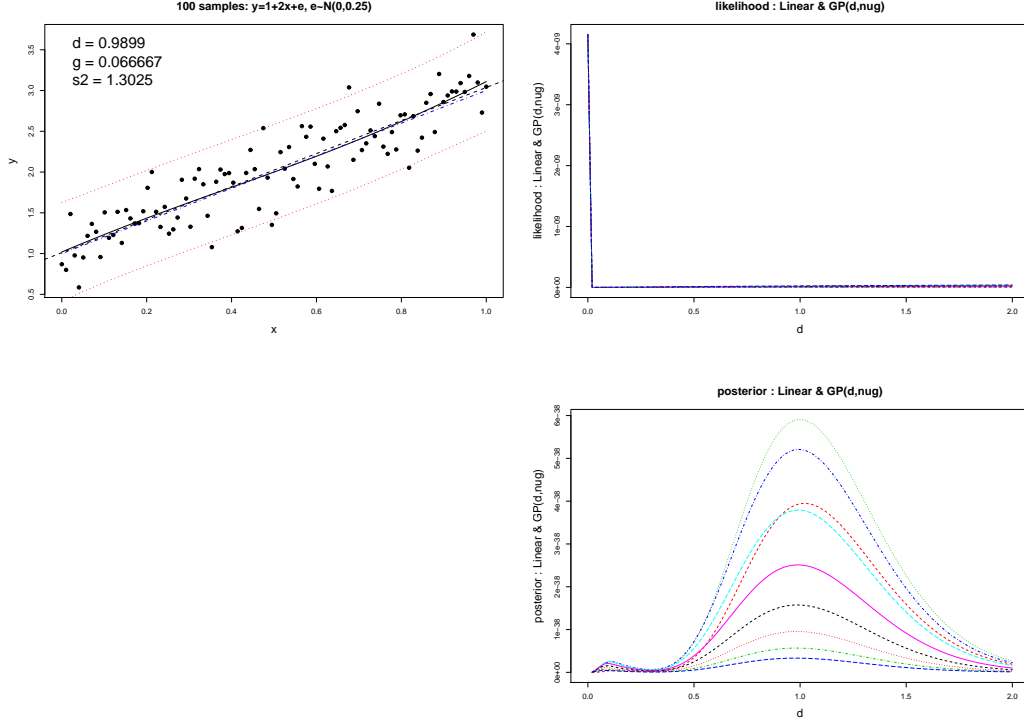 100 samples: y=1+2x+e, e~N(0,0.25)
d = 0.9899
g = 0.066667
s2 = 1.3025
y
0.5 1.0 1.5 2.0 2.5 3.0 3.5
0.0 0.2 0.4 0.6 0.8 1.0
x
likelihood : Linear & GP(d,nug)
likelihood : Linear & GP(d,nug)
0e+00 1e-09 2e-09 3e-09 4e-09
0.0 0.5 1.0 1.5 2.0
d
posterior : Linear & GP(d,nug)
posterior : Linear & GP(d,nug)
0e+00 1e-38 2e-38 3e-38 4e-38 5e-38 6e-38
0.0 0.5 1.0 1.5 2.0
d